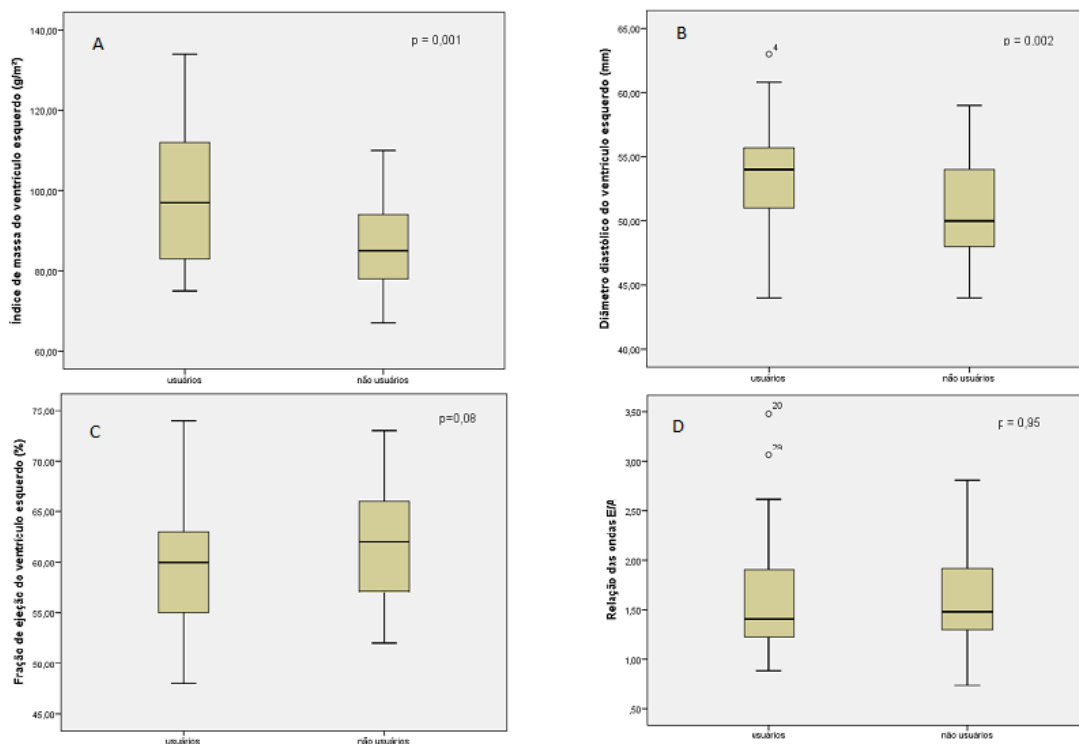 A
p = 0,001
Índice de massa do ventrículo esquerdo (g/m²)
140,00
120,00
100,00
80,00
60,00
usuários
não usuários
B
p = 0.002
Diâmetro diastólico do ventrículo esquerdo (mm)
65,00
60,00
55,00
50,00
45,00
40,00
4
usuários
não usuários
C
p=0,08
Fração de ejeção do ventrículo esquerdo (%)
75,00
70,00
65,00
60,00
55,00
50,00
45,00
usuários
não usuários
D
p = 0,95
Relação das ondas E/A
3,50
3,00
2,50
2,00
1,50
1,00
,50
20
29
usuários
não usuários